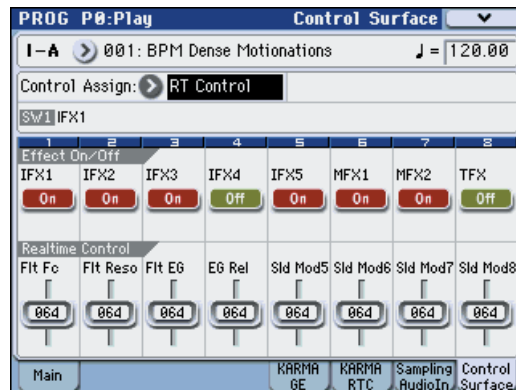 PROG P0:Play Control Surface
I-A 001: BPM Dense Motionations ♩= 120.00
Control Assign: RT Control
SW1 IFX1
1 2 3 4 5 6 7 8
Effect On/Off
IFX1 IFX2 IFX3 IFX4 IFX5 MFX1 MFX2 TFX
On On On Off On On On Off
Realtime Control
Flt Fc Flt Reso Flt EG EG Rel Sld Mod5 Sld Mod6 Sld Mod7 Sld Mod8
064 064 064 064 064 064 064 064
Main KARMA GE KARMA RTC Sampling AudioIn Control Surface